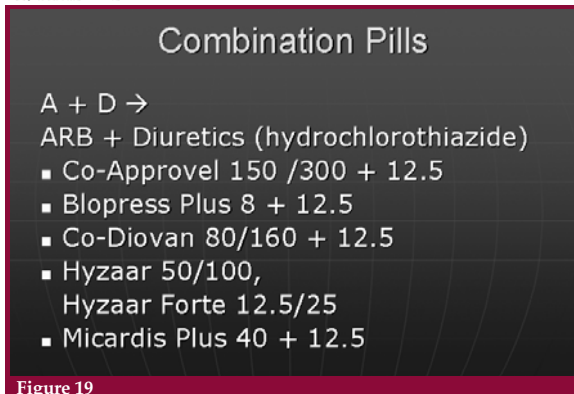 Combination Pills
A + D →
ARB + Diuretics (hydrochlorothiazide)
▪ Co-Approvel 150 /300 + 12.5
▪ Blopress Plus 8 + 12.5
▪ Co-Diovan 80/160 + 12.5
▪ Hyzaar 50/100,
Hyzaar Forte 12.5/25
▪ Micardis Plus 40 + 12.5
Figure 19